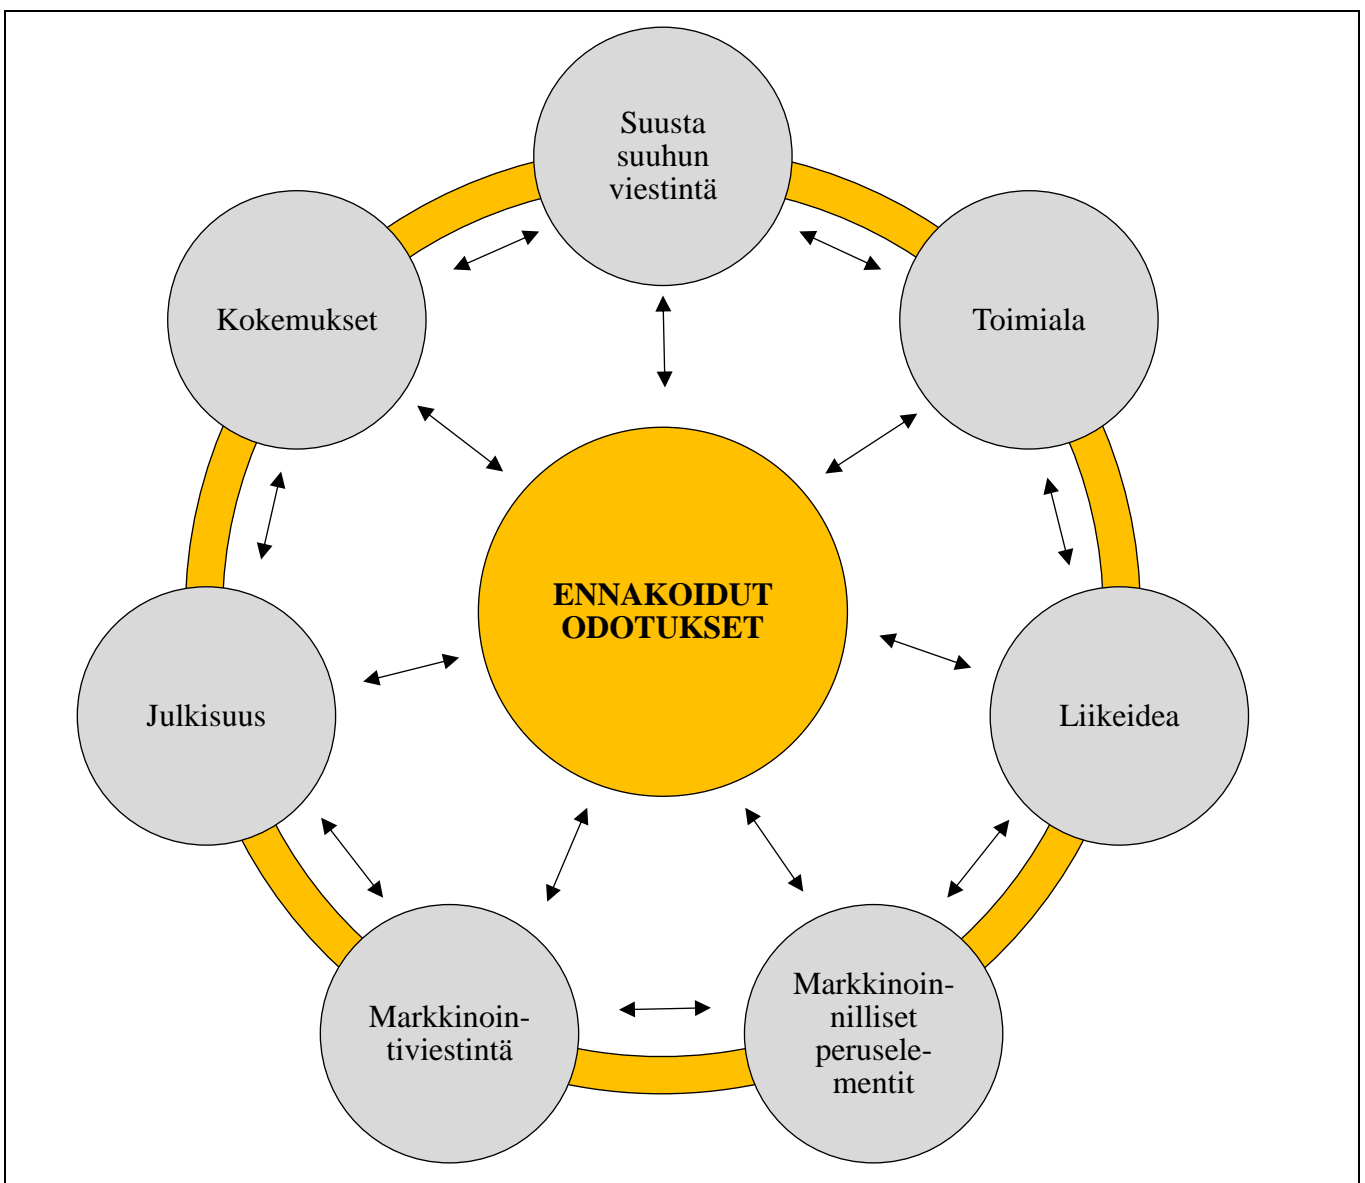 Suusta
suuhun
viestintä
Kokemukset
Toimiala
ENNAKOIDUT
ODOTUKSET
Julkisuus
Liikeidea
Markkinoin-
tiviestintä
Markkinoin-
nilliset
perusele-
mentit